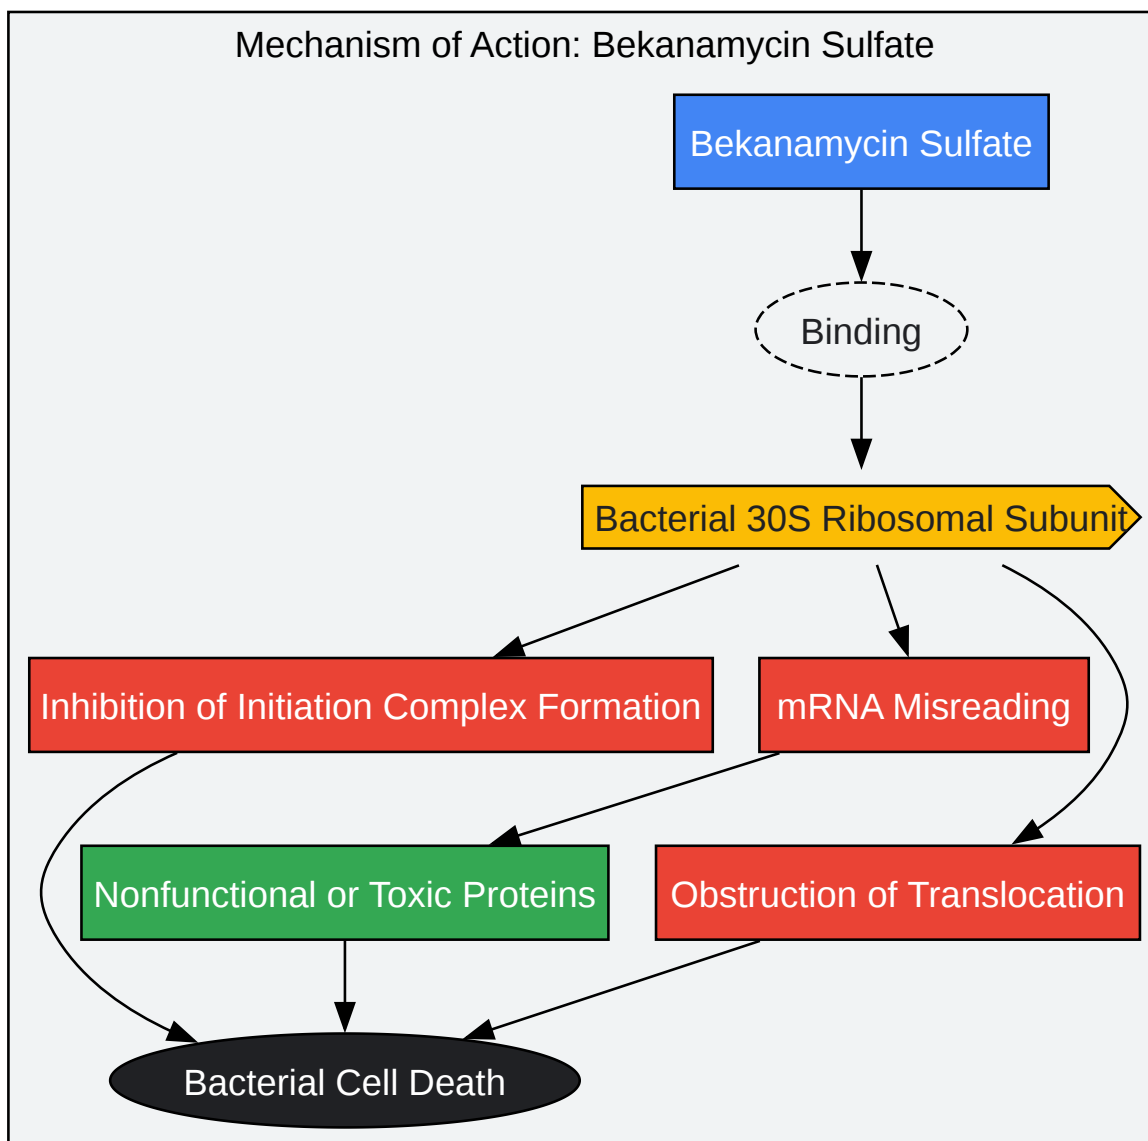 Mechanism of Action: Bekanamycin Sulfate
Bekanamycin Sulfate
Binding
Bacterial 30S Ribosomal Subunit
Inhibition of Initiation Complex Formation
mRNA Misreading
Nonfunctional or Toxic Proteins
Obstruction of Translocation
Bacterial Cell Death